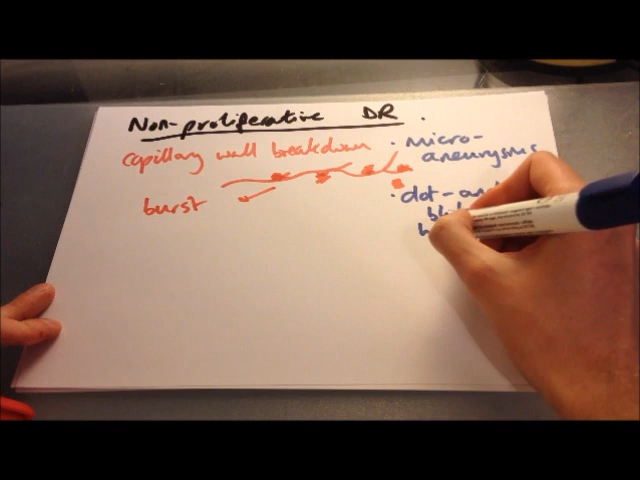 Non-proliferative DR.
capillary wall breakdown
burst
• micro-
aneurysms
• dot-and